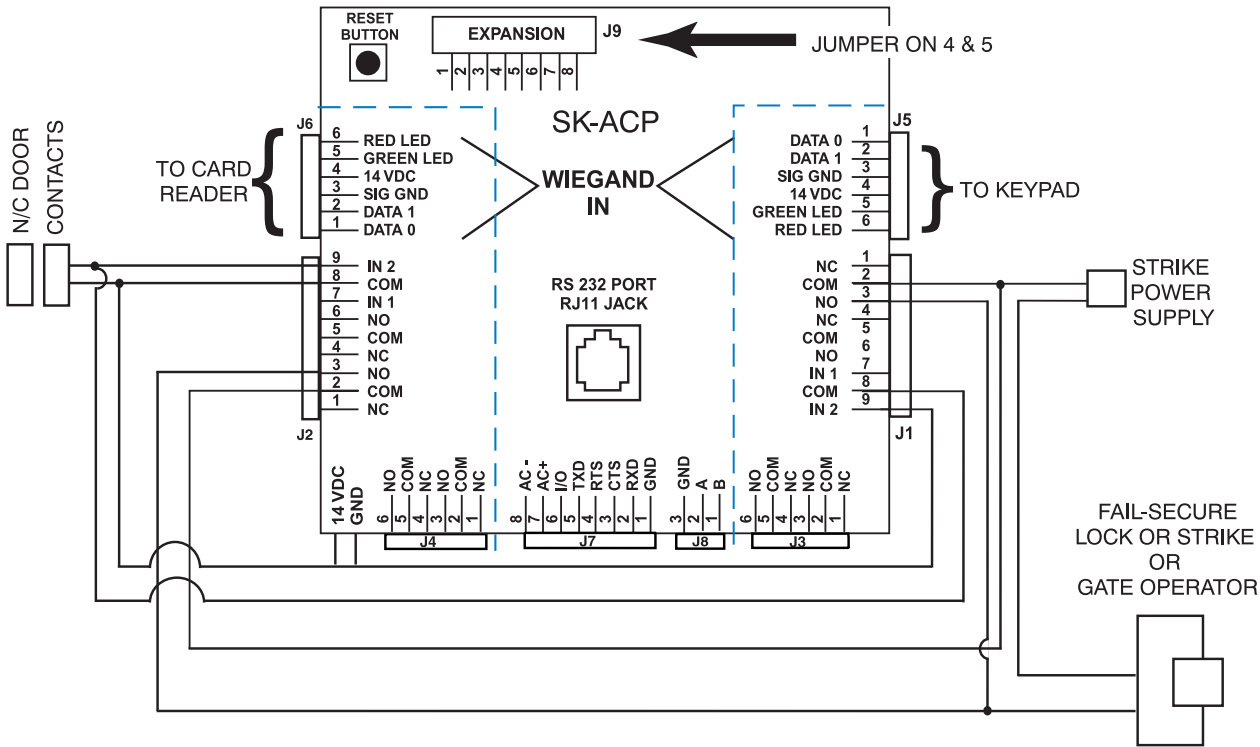 RESET
BUTTON
EXPANSION
J9
JUMPER ON 4 & 5
1 2 3 4 5 6 7 8
SK-ACP
WIEGAND
IN
RS 232 PORT
RJ11 JACK
N/C DOOR
CONTACTS
TO CARD
READER
J6
6 RED LED
5 GREEN LED
4 14 VDC
3 SIG GND
2 DATA 1
1 DATA 0
9 IN 2
8 COM
7 IN 1
6 NO
5 COM
4 NC
3 NO
2 COM
1 NC
J2
J5
DATA 0 1
DATA 1 2
SIG GND 3
14 VDC 4
GREEN LED 5
RED LED 6
TO KEYPAD
NC 1
COM 2
NO 3
NC 4
COM 5
NO 6
IN 1 7
COM 8
IN 2 9
J1
STRIKE
POWER
SUPPLY
14 VDC
GND
NO COM NC NO COM NC
6 5 4 3 2 1
J4
AC - AC+ I/O TXD RTS CTS RXD GND
8 7 6 5 4 3 2 1
J7
GND A B
3 2 1
J8
NO COM NC NO COM NC
6 5 4 3 2 1
J3
FAIL-SECURE
LOCK OR STRIKE
OR
GATE OPERATOR